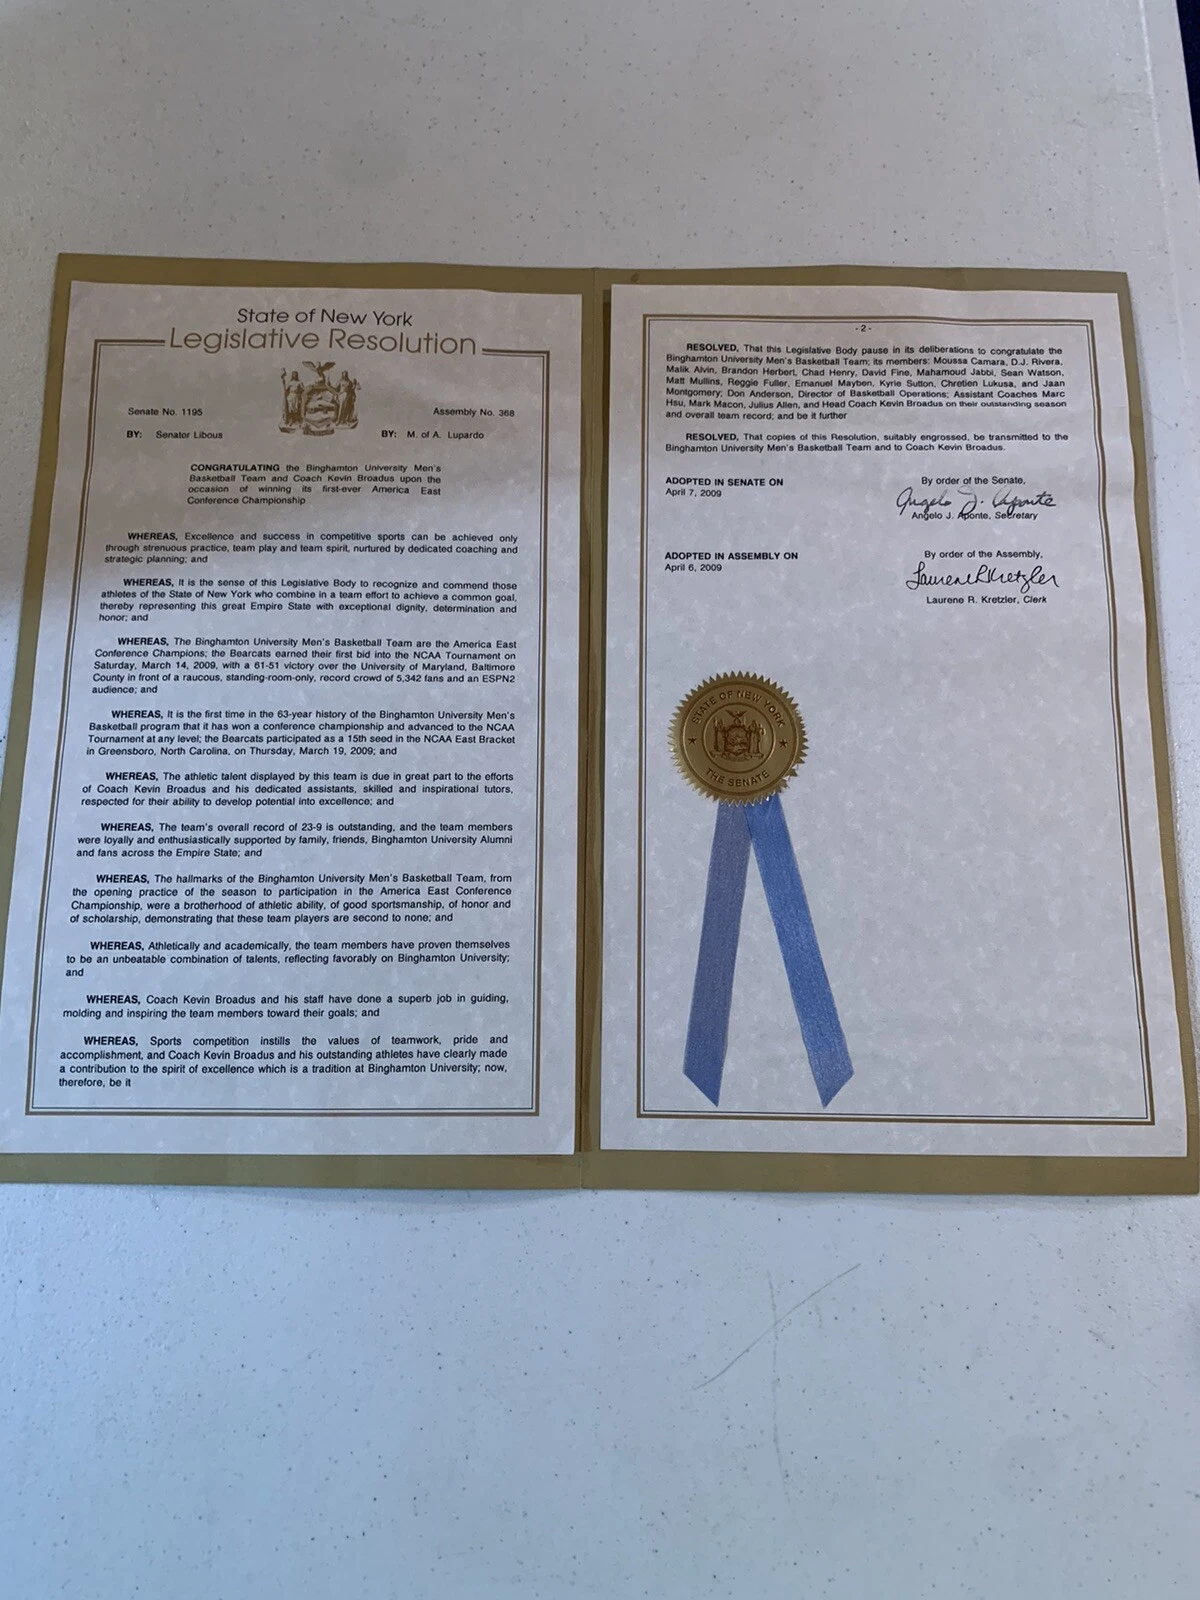 State of New York
Legislative Resolution
Senate No. 1195
Assembly No. 368
BY: Senator Libous
BY: M. of A. Lupardo
CONGRATULATING the Binghamton University Men's
Basketball Team and Coach Kevin Broadus upon the
occasion of winning its first-ever America East
Conference Championship
WHEREAS, Excellence and success in competitive sports can be achieved only
through strenuous practice, team play and team spirit, nurtured by dedicated coaching and
strategic planning; and
WHEREAS, It is the sense of this Legislative Body to recognize and commend those
athletes of the State of New York who combine in a team effort to achieve a common goal,
thereby representing this great Empire State with exceptional dignity, determination and
honor; and
WHEREAS, The Binghamton University Men's Basketball Team are the America East
Conference Champions; the Bearcats earned their first bid into the NCAA Tournament on
Saturday, March 14, 2009, with a 61-51 victory over the University of Maryland, Baltimore
County in front of a raucous, standing-room-only, record crowd of 5,342 fans and an ESPN2
audience; and
WHEREAS, It is the first time in the 63-year history of the Binghamton University Men's
Basketball program that it has won a conference championship and advanced to the NCAA
Tournament at any level; the Bearcats participated as a 15th seed in the NCAA East Bracket
in Greensboro, North Carolina, on Thursday, March 19, 2009; and
WHEREAS, The athletic talent displayed by this team is due in great part to the efforts
of Coach Kevin Broadus and his dedicated assistants, skilled and inspirational tutors,
respected for their ability to develop potential into excellence; and
WHEREAS, The team's overall record of 23-9 is outstanding, and the team members
were loyally and enthusiastically supported by family, friends, Binghamton University Alumni
and fans across the Empire State; and
WHEREAS, The hallmarks of the Binghamton University Men's Basketball Team, from
the opening practice of the season to participation in the America East Conference
Championship, were a brotherhood of athletic ability, of good sportsmanship, of honor and
of scholarship, demonstrating that these team players are second to none; and
WHEREAS, Athletically and academically, the team members have proven themselves
to be an unbeatable combination of talents, reflecting favorably on Binghamton University;
and
WHEREAS, Coach Kevin Broadus and his staff have done a superb job in guiding,
molding and inspiring the team members toward their goals; and
WHEREAS, Sports competition instills the values of teamwork, pride and
accomplishment, and Coach Kevin Broadus and his outstanding athletes have clearly made
a contribution to the spirit of excellence which is a tradition at Binghamton University; now,
therefore, be it
-2-
RESOLVED, That this Legislative Body pause in its deliberations to congratulate the
Binghamton University Men's Basketball Team; its members: Moussa Camara, D.J. Rivera,
Malik Alvin, Brandon Herbert, Chad Henry, David Fine, Mahamoud Jabbi, Sean Watson,
Matt Mullins, Reggie Fuller, Emanuel Mayben, Kyrie Sutton, Chretien Lukusa, and Jaan
Montgomery; Don Anderson, Director of Basketball Operations; Assistant Coaches Marc
Hsu, Mark Macon, Julius Allen, and Head Coach Kevin Broadus on their outstanding season
and overall team record; and be it further
RESOLVED, That copies of this Resolution, suitably engrossed, be transmitted to the
Binghamton University Men's Basketball Team and to Coach Kevin Broadus.
ADOPTED IN SENATE ON
April 7, 2009
By order of the Senate,
Angelo J. Aponte
Angelo J. Aponte, Secretary
ADOPTED IN ASSEMBLY ON
April 6, 2009
By order of the Assembly,
Laurene R. Kretzler
Laurene R. Kretzler, Clerk
STATE OF NEW YORK
THE SENATE